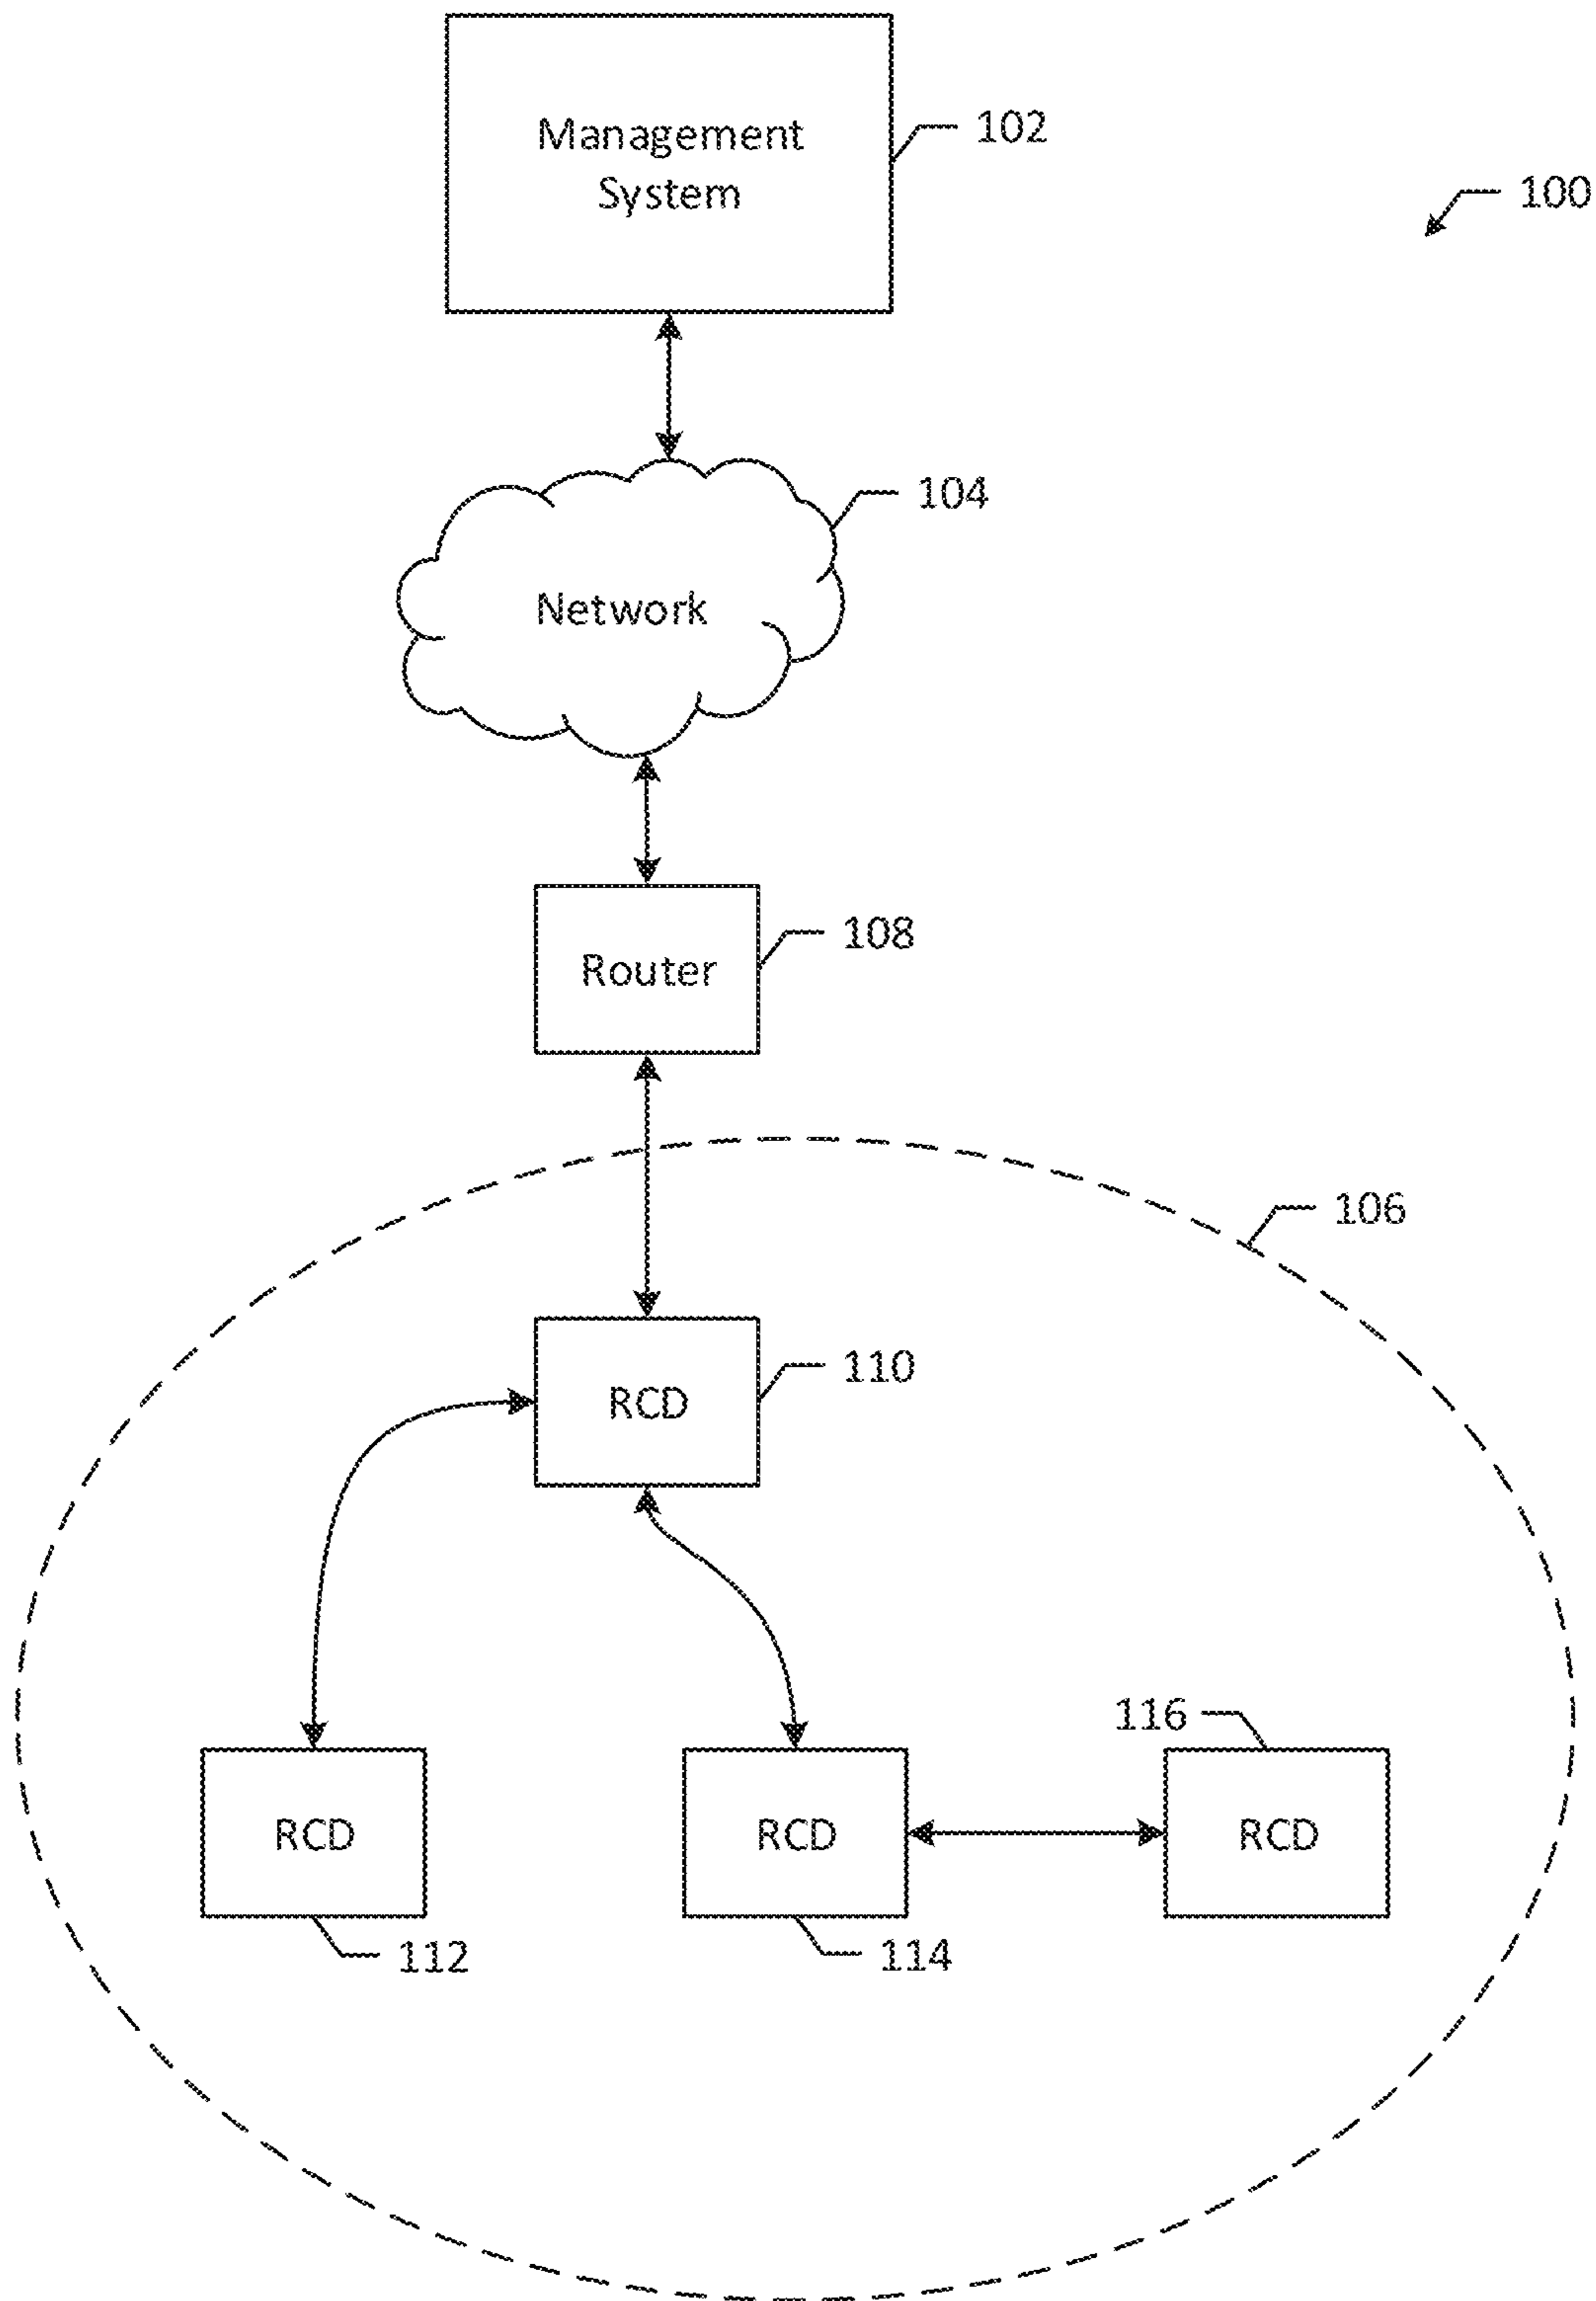 Management
System
102
100
104
Network
108
Router
106
110
RCD
116
RCD
RCD
RCD
112
114